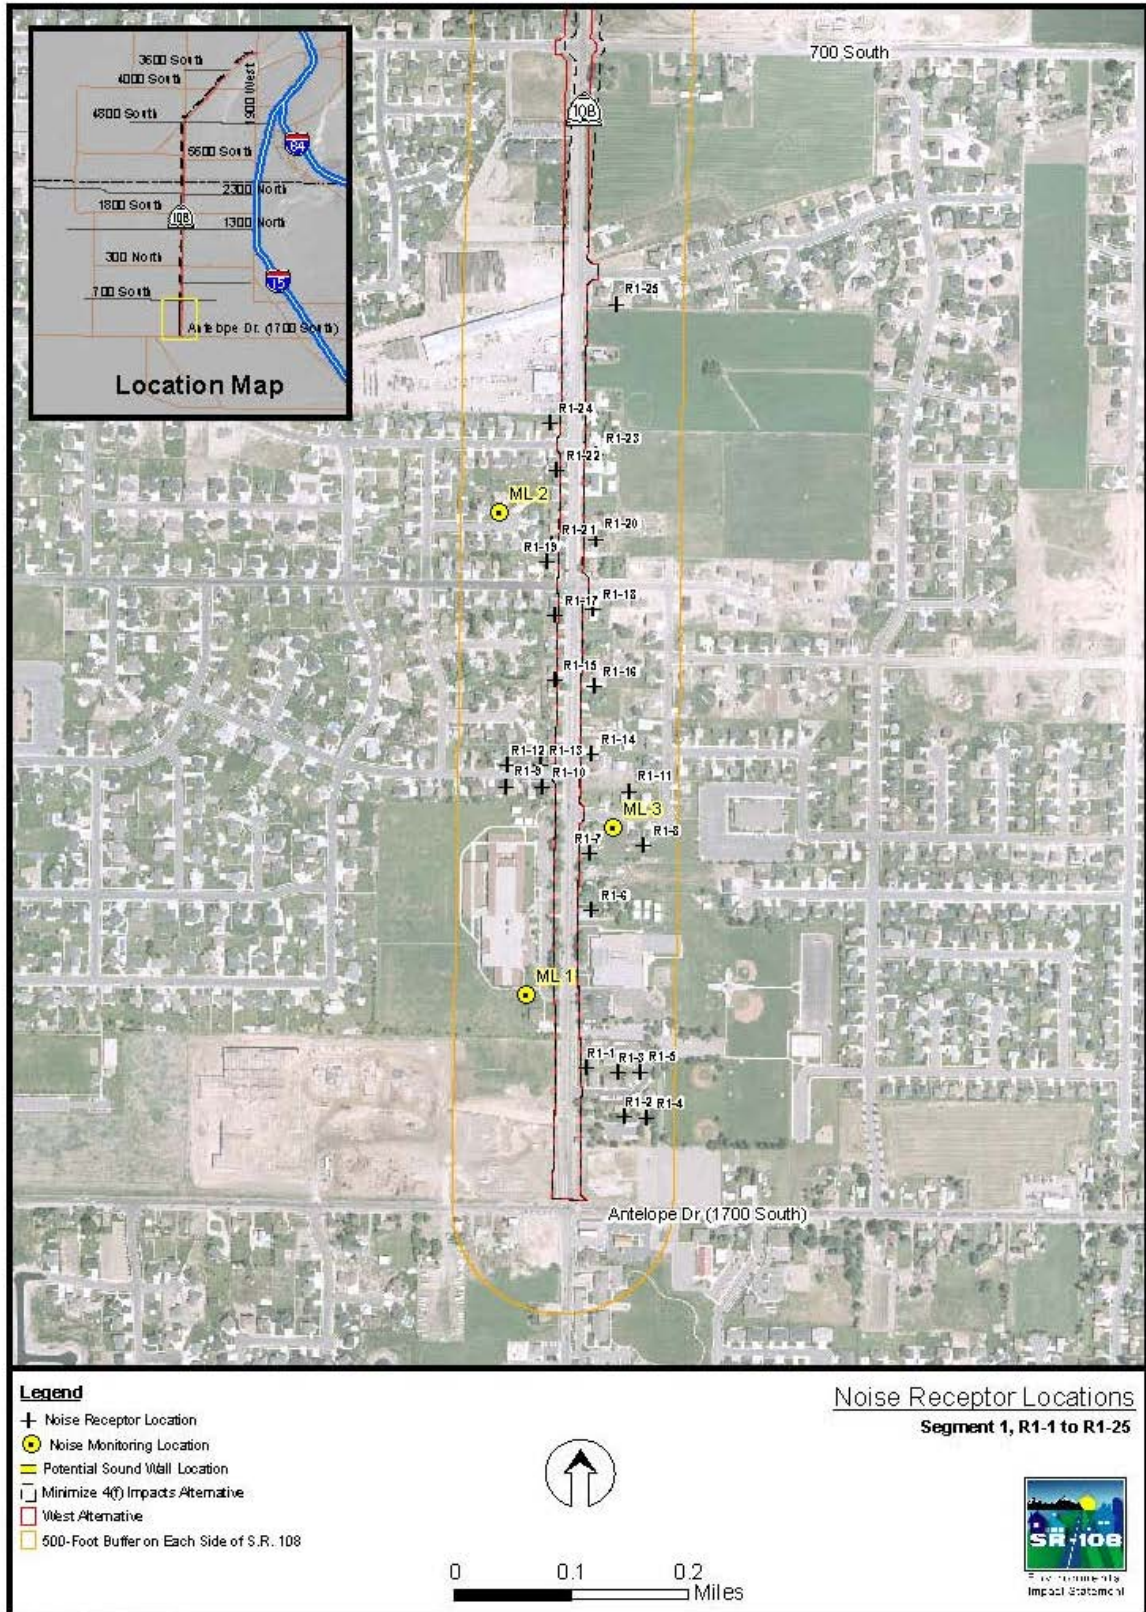 700 South
108
3600 South
4000 South
1900 West
4800 South
5600 South
84
2300 North
1800 South
108
1300 North
300 North
15
700 South
Antelope Dr. (1700 South)
Location Map
R1-25
R1-24
R1-23
R1-22
ML 2
R1-21
R1-20
R1-19
R1-18
R1-17
R1-15
R1-16
R1-14
R1-12
R1-13
R1-9
R1-10
R1-11
ML-3
R1-7
R1-8
R1-6
ML 1
R1-1
R1-3
R1-5
R1-2
R1-4
Antelope Dr (1700 South)
Legend
Noise Receptor Location
Noise Monitoring Location
Potential Sound Wall Location
Minimize 4(f) Impacts Alternative
West Alternative
500-Foot Buffer on Each Side of S.R. 108
Noise Receptor Locations
Segment 1, R1-1 to R1-25
0 0.1 0.2
Miles
SR-108
Environmental
Impact Statement